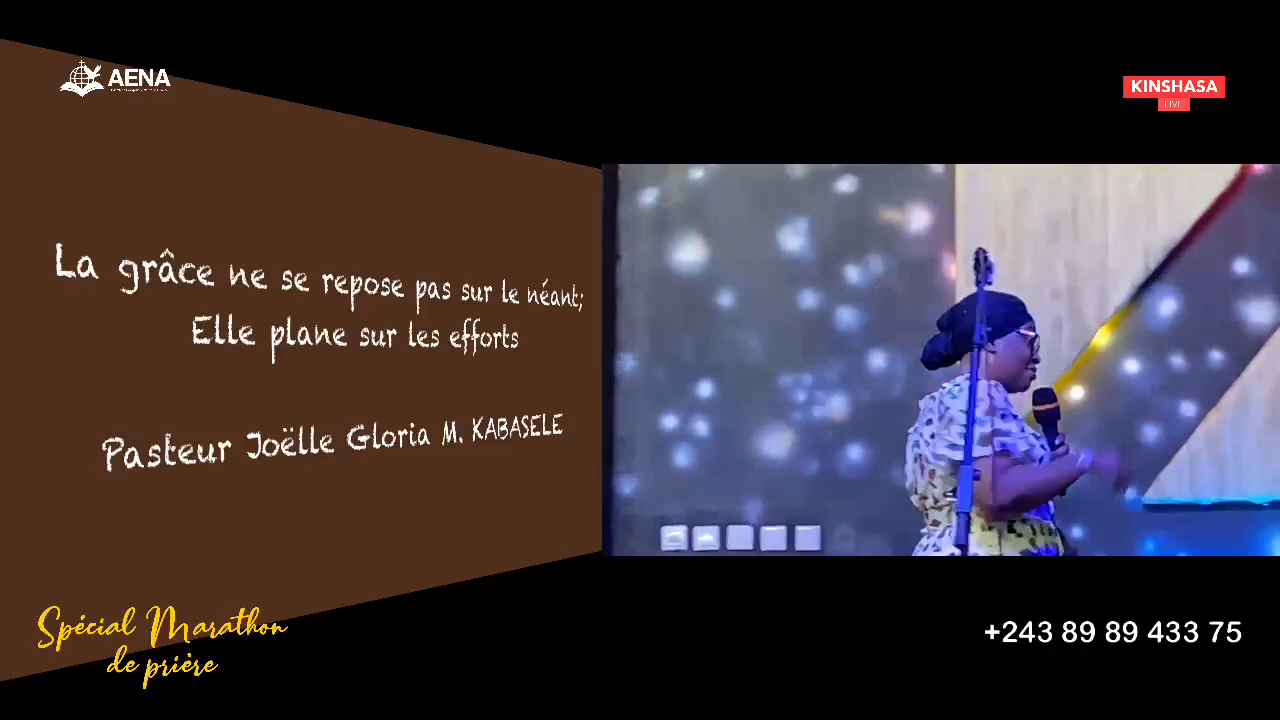 AENA
KINSHASA
LIVE
La grâce ne se repose pas sur le néant;
Elle plane sur les efforts
Pasteur Joëlle Gloria M. KABASELE
Spécial Marathon
de prière
+243 89 89 433 75